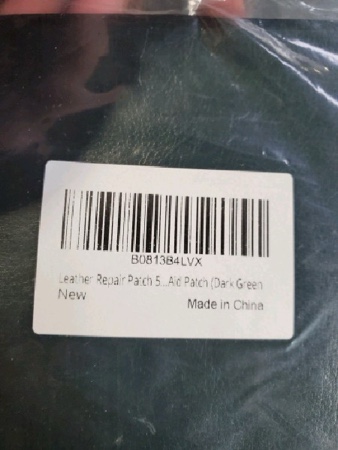 B0813B4LVX
Leather Repair Patch 5...Aid Patch (Dark Green
New
Made in China